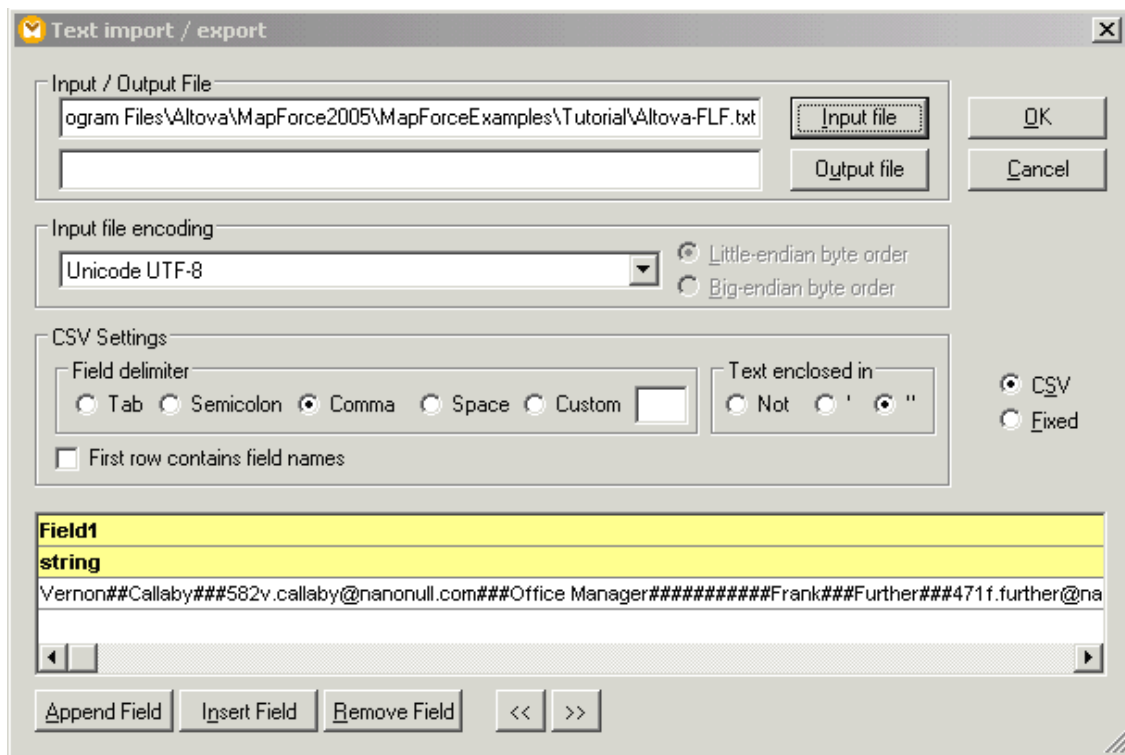 Text import / export
Input / Output File
ogram Files\Altova\MapForce2005\MapForceExamples\Tutorial\Altova-FLF.txt
Input file
OK
Output file
Cancel
Input file encoding
Unicode UTF-8
Little-endian byte order
Big-endian byte order
CSV Settings
Field delimiter
Tab Semicolon Comma Space Custom
Text enclosed in
Not ' "
CSV
Fixed
First row contains field names
Field1
string
Vernon##Callaby###582v.callaby@nanonull.com###Office Manager###########Frank###Further###471f.further@na
Append Field Insert Field Remove Field << >>